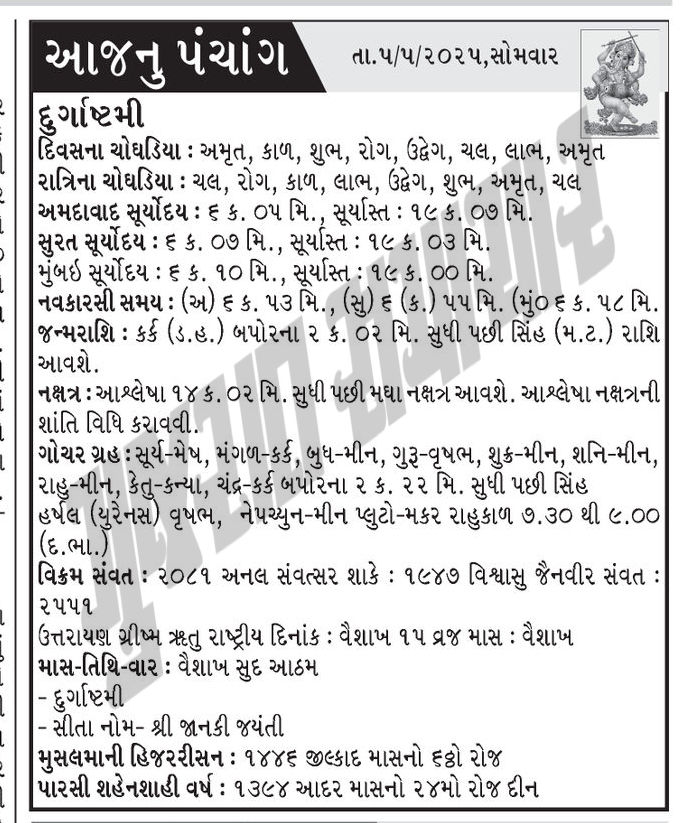 આજનુ પંચાંગ
તા.૫/૫/૨૦૨૫,સોમવાર
દુર્ગાષ્ટમી
દિવસના ચોઘડિયા : અમૃત, કાળ, શુભ, રોગ, ઉદ્વેગ, ચલ, લાભ, અમૃત
રાત્રિના ચોઘડિયા : ચલ, રોગ, કાળ, લાભ, ઉદ્વેગ, શુભ, અમૃત, ચલ
અમદાવાદ સૂર્યોદય : ૬ ક. ૦૫ મિ., સૂર્યાસ્ત : ૧૯ ક. ૦૭ મિ.
સુરત સૂર્યોદય : ૬ ક. ૦૭ મિ., સૂર્યાસ્ત : ૧૯ ક. ૦૩ મિ.
મુંબઇ સૂર્યોદય : ૬ ક. ૧૦ મિ., સૂર્યાસ્ત : ૧૯ ક. ૦૦ મિ.
નવકારસી સમય : (અ) ૬ ક. ૫૩ મિ., (સુ) ૬ (ક.) ૫૫ મિ. (મું૦ ૬ ક. ૫૮ મિ.
જન્મરાશિ : કર્ક (ડ.હ.) બપોરના ૨ ક. ૦૨ મિ. સુધી પછી સિંહ (મ.ટ.) રાશિ
આવશે.
નક્ષત્ર : આશ્લેષા ૧૪ ક. ૦૨ મિ. સુધી પછી મઘા નક્ષત્ર આવશે. આશ્લેષા નક્ષત્રની
શાંતિ વિધિ કરાવવી.
ગોચર ગ્રહ : સૂર્ય-મેષ, મંગળ-કર્ક, બુધ-મીન, ગુરૂ-વૃષભ, શુક્ર-મીન, શનિ-મીન,
રાહુ-મીન, કેતુ-કન્યા, ચંદ્ર-કર્ક બપોરના ૨ ક. ૨૨ મિ. સુધી પછી સિંહ
હર્ષલ (યુરેનસ) વૃષભ, નેપચ્યુન-મીન પ્લુટો-મકર રાહુકાળ ૭.૩૦ થી ૯.૦૦
(દ.ભા.)
વિક્રમ સંવત : ૨૦૮૧ અનલ સંવત્સર શાકે : ૧૯૪૭ વિશ્વાસુ જૈનવીર સંવત :
૨૫૫૧
ઉત્તરાયણ ગ્રીષ્મ ઋતુ રાષ્ટ્રીય દિનાંક : વૈશાખ ૧૫ વ્રજ માસ : વૈશાખ
માસ-તિથિ-વાર : વૈશાખ સુદ આઠમ
- દુર્ગાષ્ટમી
- સીતા નોમ- શ્રી જાનકી જયંતી
મુસલમાની હિજરીસન : ૧૪૪૬ જીલ્કાદ માસનો ૬ઠ્ઠો રોજ
પારસી શહેનશાહી વર્ષ : ૧૩૯૪ આદર માસનો ૨૪મો રોજ દીન
ગુજરાત સમાચાર